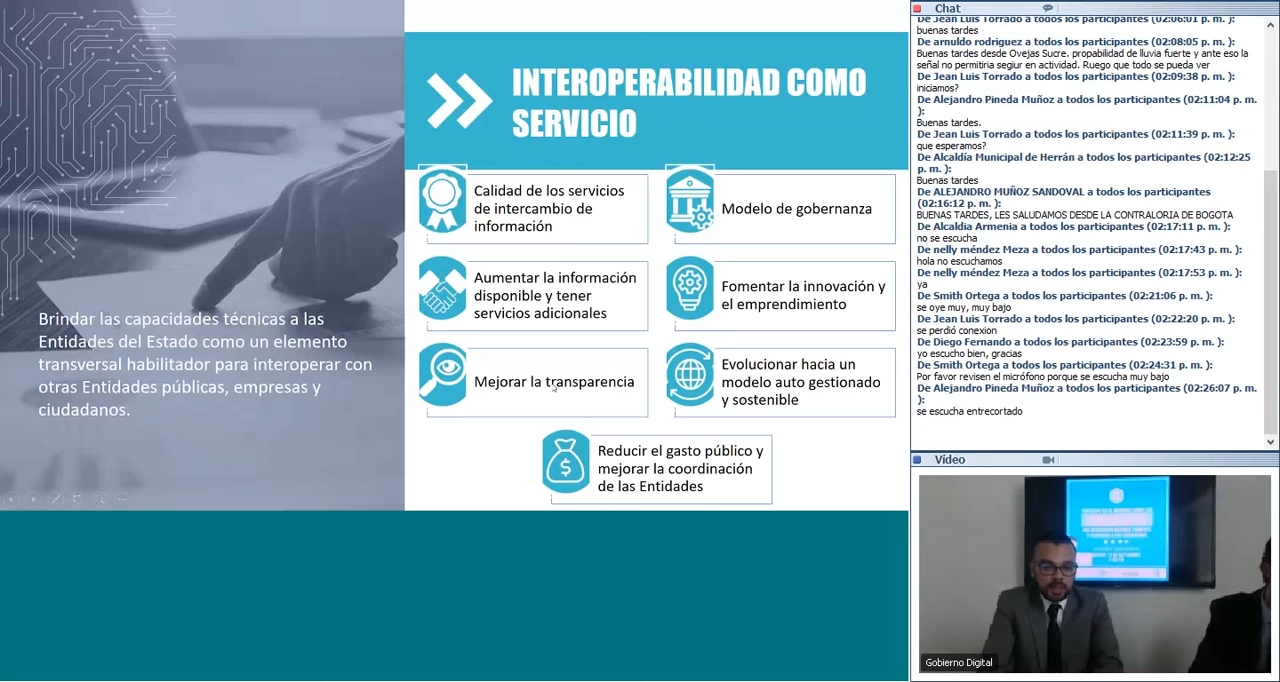 INTEROPERABILIDAD COMO
SERVICIO
Brindar las capacidades técnicas a las
Entidades del Estado como un elemento
transversal habilitador para interoperar con
otras Entidades públicas, empresas y
ciudadanos.
Calidad de los servicios
de intercambio de
información
Modelo de gobernanza
Aumentar la información
disponible y tener
servicios adicionales
Fomentar la innovación y
el emprendimiento
Mejorar la transparencia
Evolucionar hacia un
modelo auto gestionado
y sostenible
$
Reducir el gasto público y
mejorar la coordinación
de las Entidades
Chat
De Jean Luis Torrado a todos los participantes (02:06:01 p. m. ):
buenas tardes
De arnuldo rodriguez a todos los participantes (02:08:05 p. m. ):
Buenas tardes desde Ovejas Sucre. propabilidad de lluvia fuerte y ante eso la
señal no permitiria segiur en actividad. Ruego que todo se pueda ver
De Jean Luis Torrado a todos los participantes (02:09:38 p. m. ):
iniciamos?
De Alejandro Pineda Muñoz a todos los participantes (02:11:04 p. m.
):
Buenas tardes.
De Jean Luis Torrado a todos los participantes (02:11:39 p. m. ):
que esperamos?
De Alcaldía Municipal de Herrán a todos los participantes (02:12:25
p. m. ):
Buenas tardes
De ALEJANDRO MUÑOZ SANDOVAL a todos los participantes
(02:16:12 p. m. ):
BUENAS TARDES, LES SALUDAMOS DESDE LA CONTRALORIA DE BOGOTA
De Alcaldia Armenia a todos los participantes (02:17:11 p. m. ):
no se escucha
De nelly méndez Meza a todos los participantes (02:17:43 p. m. ):
hola no escuchamos
De nelly méndez Meza a todos los participantes (02:17:53 p. m. ):
ya
De Smith Ortega a todos los participantes (02:21:06 p. m. ):
se oye muy, muy bajo
De Jean Luis Torrado a todos los participantes (02:22:20 p. m. ):
se perdió conexion
De Diego Fernando a todos los participantes (02:23:59 p. m. ):
yo escucho bien, gracias
De Smith Ortega a todos los participantes (02:24:31 p. m. ):
Por favor revisen el micrófono porque se escucha muy bajo
De Alejandro Pineda Muñoz a todos los participantes (02:26:07 p. m.
):
se escucha entrecortado
Vídeo
Gobierno Digital